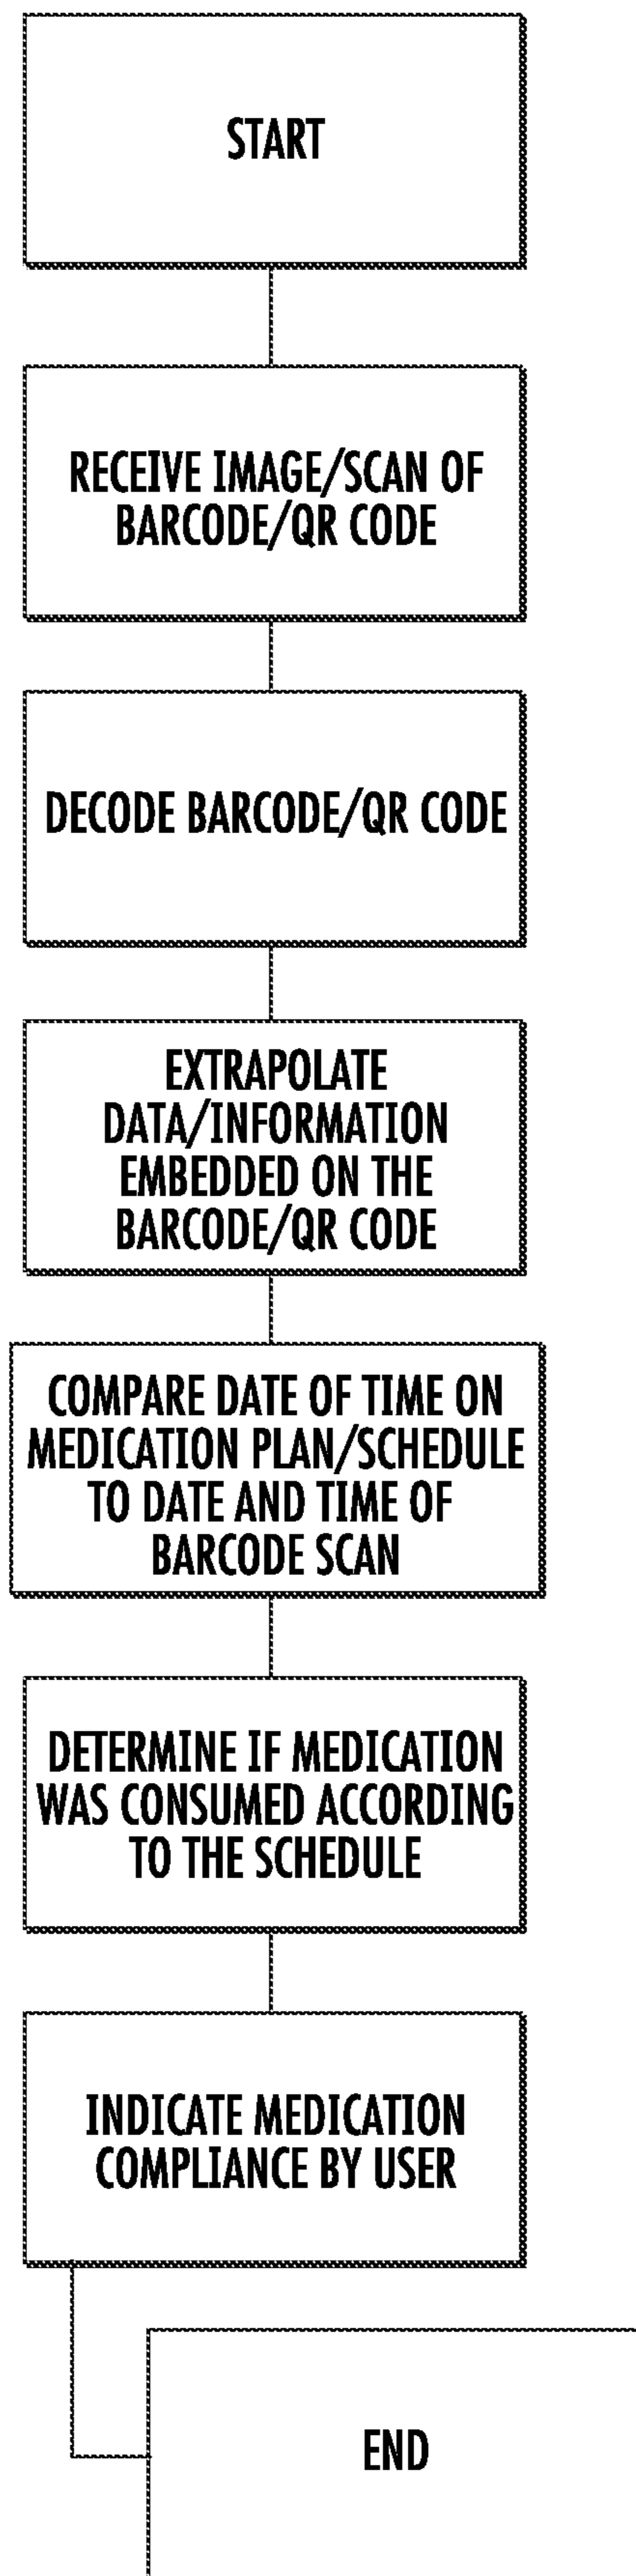 START
RECEIVE IMAGE/SCAN OF
BARCODE/QR CODE
DECODE BARCODE/QR CODE
EXTRAPOLATE
DATA/INFORMATION
EMBEDDED ON THE
BARCODE/QR CODE
COMPARE DATE OF TIME ON
MEDICATION PLAN/SCHEDULE
TO DATE AND TIME OF
BARCODE SCAN
DETERMINE IF MEDICATION
WAS CONSUMED ACCORDING
TO THE SCHEDULE
INDICATE MEDICATION
COMPLIANCE BY USER
END